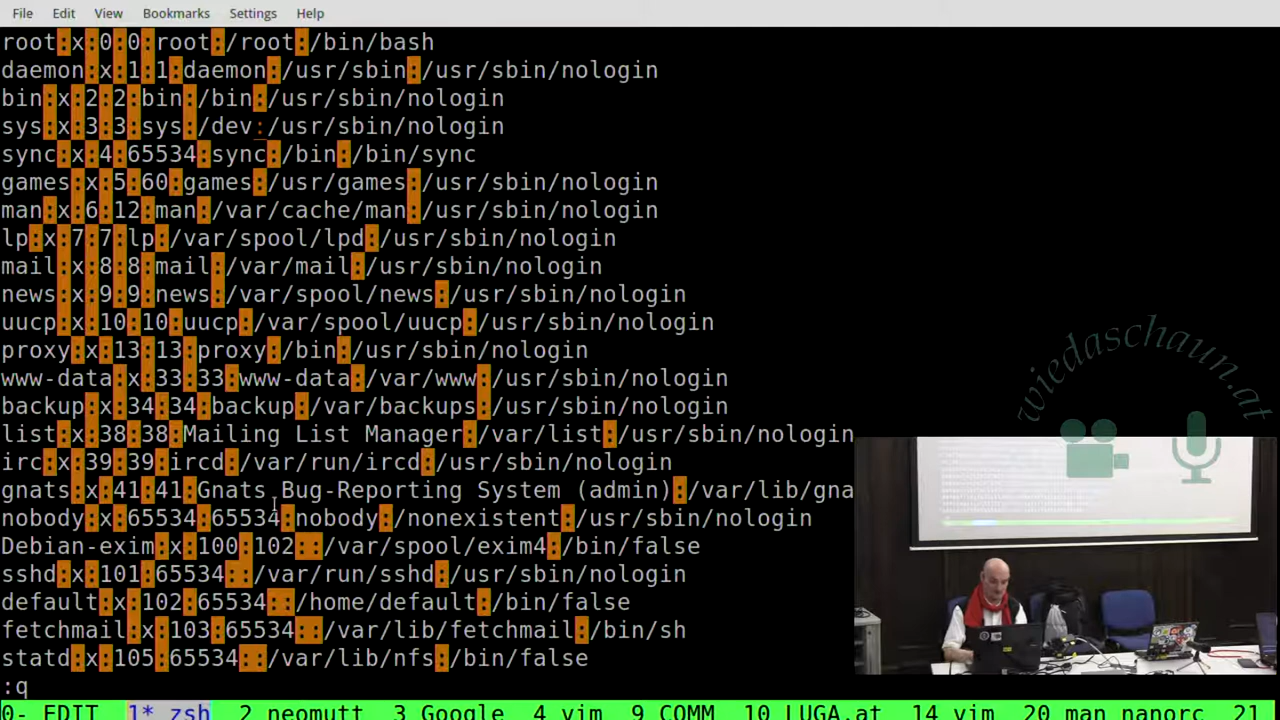 File Edit View Bookmarks Settings Help
root:x:0:0:root:/root:/bin/bash
daemon:x:1:1:daemon:/usr/sbin:/usr/sbin/nologin
bin:x:2:2:bin:/bin:/usr/sbin/nologin
sys:x:3:3:sys:/dev:/usr/sbin/nologin
sync:x:4:65534:sync:/bin:/bin/sync
games:x:5:60:games:/usr/games:/usr/sbin/nologin
man:x:6:12:man:/var/cache/man:/usr/sbin/nologin
lp:x:7:7:lp:/var/spool/lpd:/usr/sbin/nologin
mail:x:8:8:mail:/var/mail:/usr/sbin/nologin
news:x:9:9:news:/var/spool/news:/usr/sbin/nologin
uucp:x:10:10:uucp:/var/spool/uucp:/usr/sbin/nologin
proxy:x:13:13:proxy:/bin:/usr/sbin/nologin
www-data:x:33:33:www-data:/var/www:/usr/sbin/nologin
backup:x:34:34:backup:/var/backups:/usr/sbin/nologin
list:x:38:38:Mailing List Manager:/var/list:/usr/sbin/nologin
irc:x:39:39:ircd:/var/run/ircd:/usr/sbin/nologin
gnats:x:41:41:Gnats Bug-Reporting System (admin):/var/lib/gna
nobody:x:65534:65534:nobody:/nonexistent:/usr/sbin/nologin
Debian-exim:x:100:102::/var/spool/exim4:/bin/false
sshd:x:101:65534::/var/run/sshd:/usr/sbin/nologin
default:x:102:65534::/home/default:/bin/false
fetchmail:x:103:65534::/var/lib/fetchmail:/bin/sh
statd:x:105:65534::/var/lib/nfs:/bin/false
:q
0- EDIT 1* zsh 2 neomutt 3 Google 4 vim 9 COMM 10 LUGA.at 14 vim 20 man nanorc 21
wiedaschaun.at